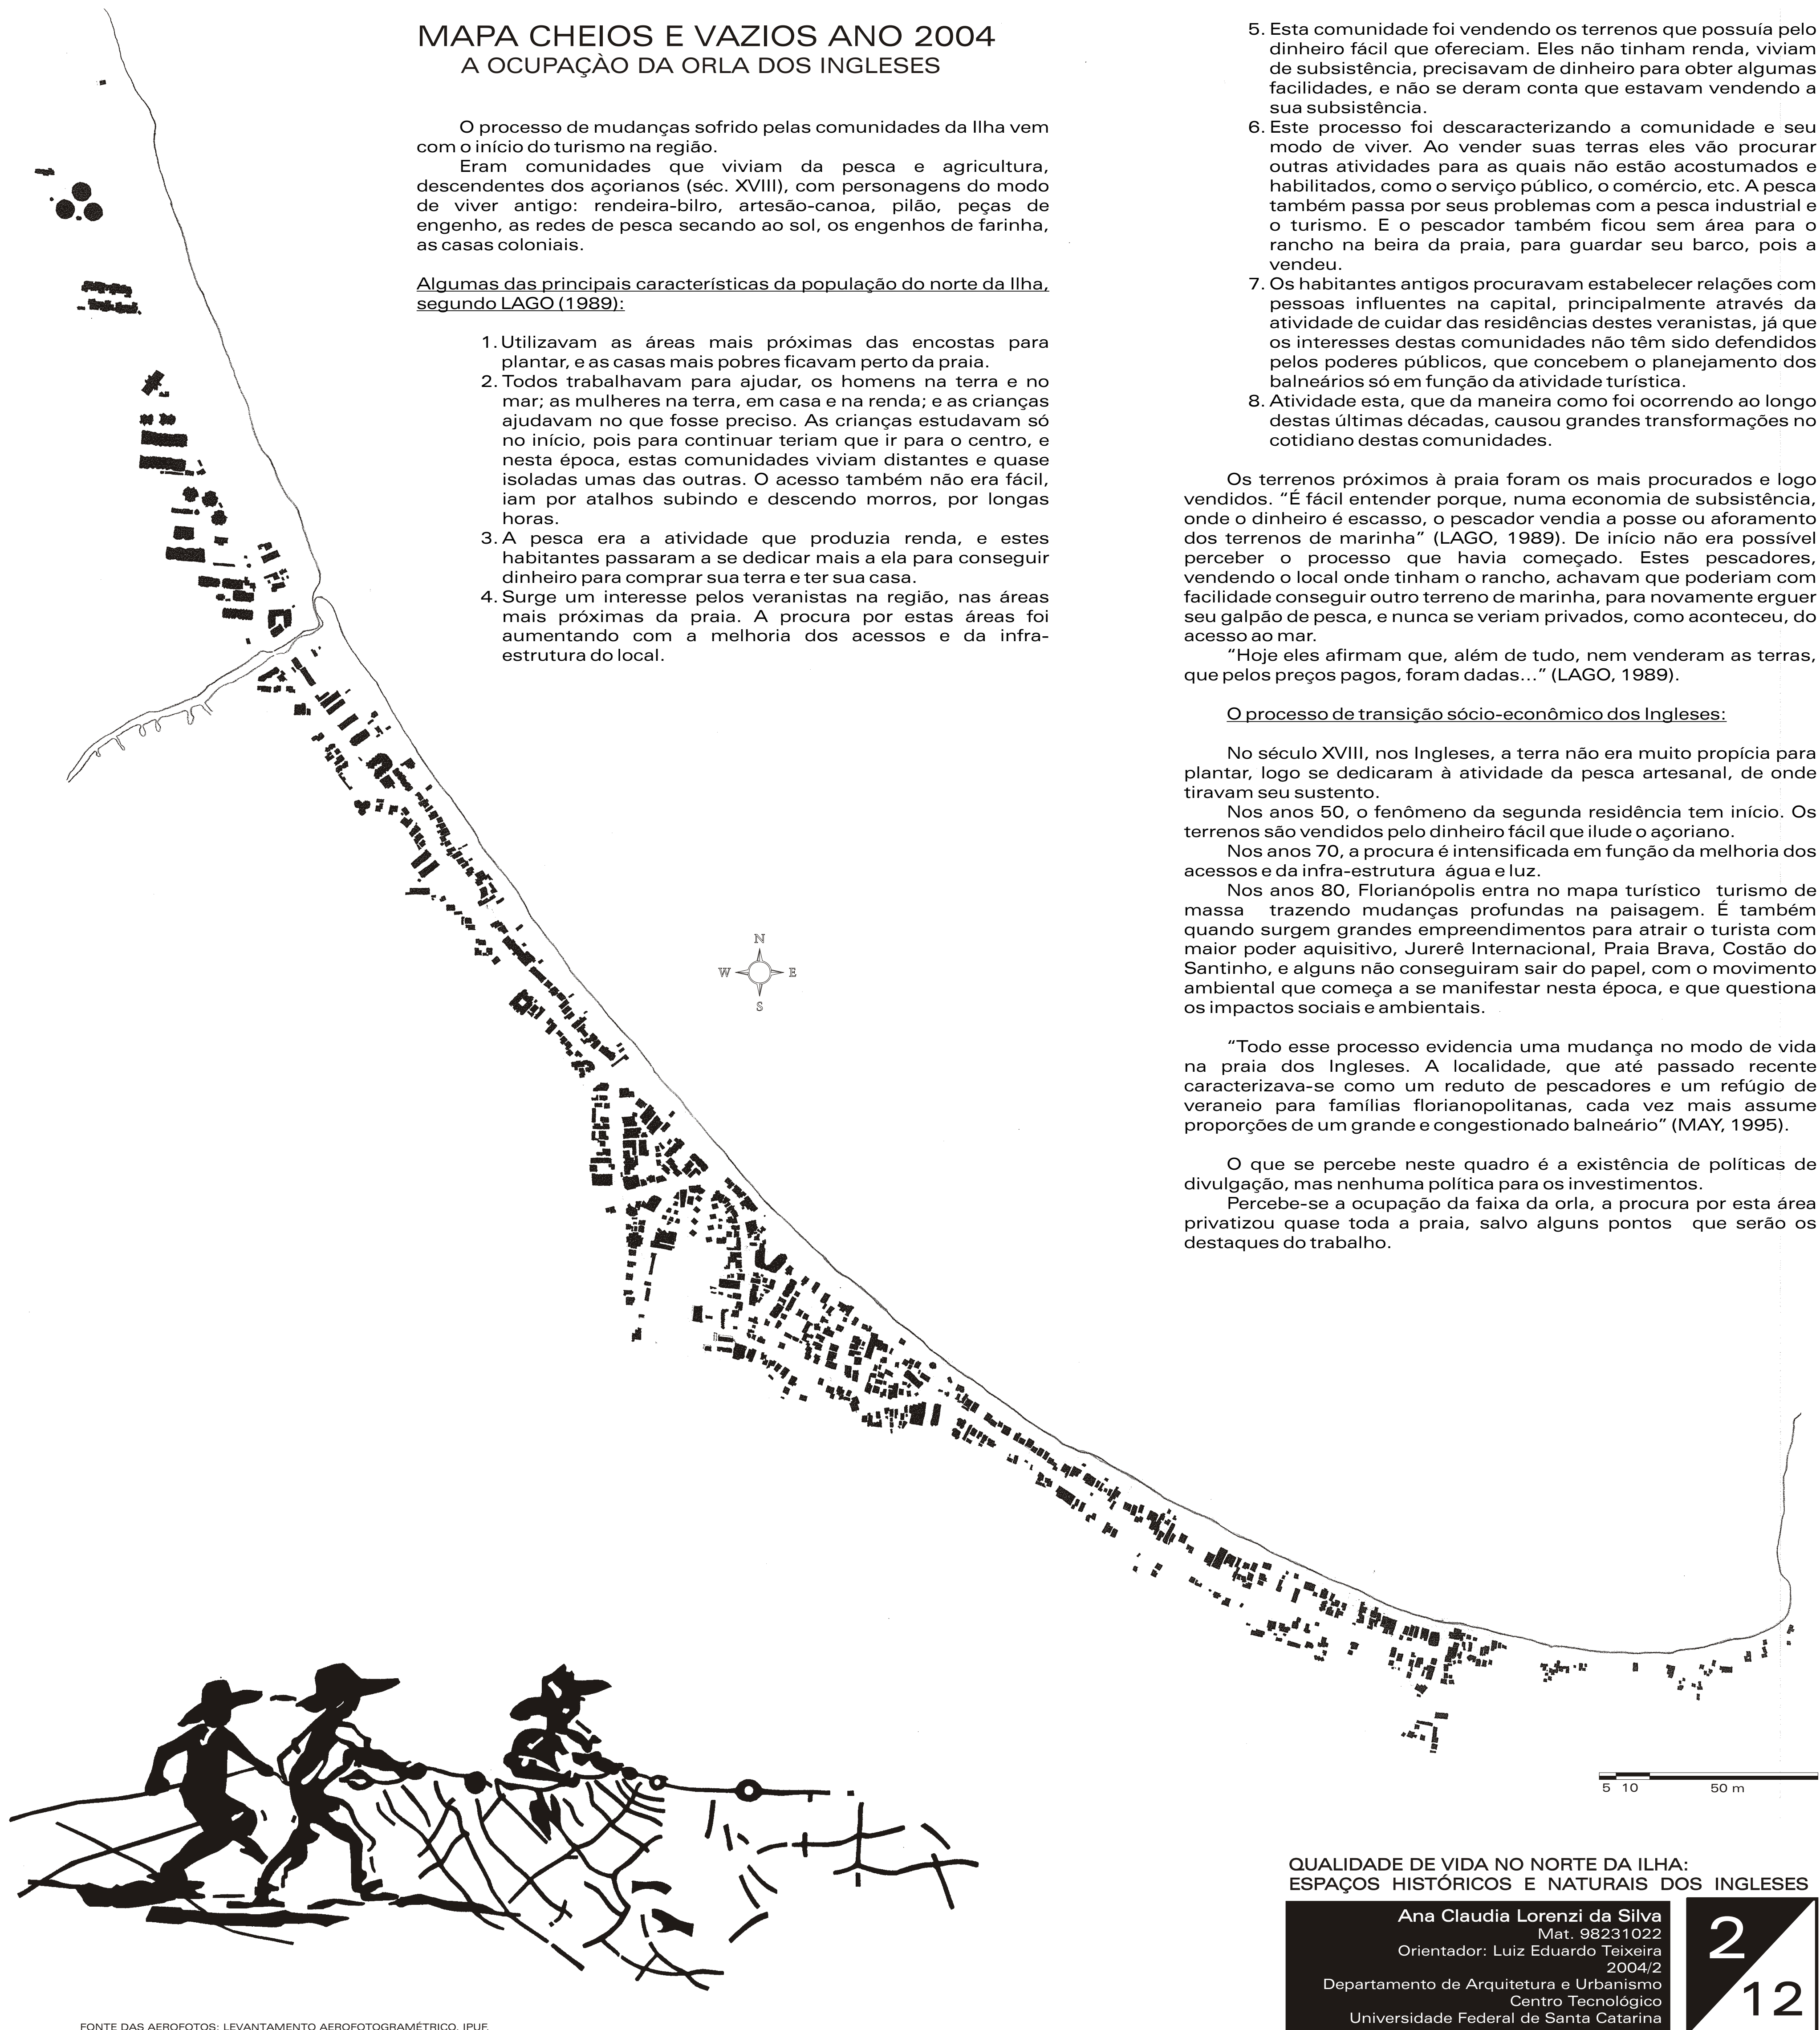 MAPA CHEIOS E VAZIOS ANO 2004
A OCUPAÇÀO DA ORLA DOS INGLESES
O processo de mudanças sofrido pelas comunidades da Ilha vem
com o início do turismo na região.
Eram comunidades que viviam da pesca e agricultura,
descendentes dos açorianos (séc. XVIII), com personagens do modo
de viver antigo: rendeira-bilro, artesão-canoa, pilão, peças de
engenho, as redes de pesca secando ao sol, os engenhos de farinha,
as casas coloniais.
Algumas das principais características da população do norte da Ilha,
segundo LAGO (1989):
1. Utilizavam as áreas mais próximas das encostas para
plantar, e as casas mais pobres ficavam perto da praia.
2. Todos trabalhavam para ajudar, os homens na terra e no
mar; as mulheres na terra, em casa e na renda; e as crianças
ajudavam no que fosse preciso. As crianças estudavam só
no início, pois para continuar teriam que ir para o centro, e
nesta época, estas comunidades viviam distantes e quase
isoladas umas das outras. O acesso também não era fácil,
iam por atalhos subindo e descendo morros, por longas
horas.
3. A pesca era a atividade que produzia renda, e estes
habitantes passaram a se dedicar mais a ela para conseguir
dinheiro para comprar sua terra e ter sua casa.
4. Surge um interesse pelos veranistas na região, nas áreas
mais próximas da praia. A procura por estas áreas foi
aumentando com a melhoria dos acessos e da infra-
estrutura do local.
5. Esta comunidade foi vendendo os terrenos que possuía pelo
dinheiro fácil que ofereciam. Eles não tinham renda, viviam
de subsistência, precisavam de dinheiro para obter algumas
facilidades, e não se deram conta que estavam vendendo a
sua subsistência.
6. Este processo foi descaracterizando a comunidade e seu
modo de viver. Ao vender suas terras eles vão procurar
outras atividades para as quais não estão acostumados e
habilitados, como o serviço público, o comércio, etc. A pesca
também passa por seus problemas com a pesca industrial e
o turismo. E o pescador também ficou sem área para o
rancho na beira da praia, para guardar seu barco, pois a
vendeu.
7. Os habitantes antigos procuravam estabelecer relações com
pessoas influentes na capital, principalmente através da
atividade de cuidar das residências destes veranistas, já que
os interesses destas comunidades não têm sido defendidos
pelos poderes públicos, que concebem o planejamento dos
balneários só em função da atividade turística.
8. Atividade esta, que da maneira como foi ocorrendo ao longo
destas últimas décadas, causou grandes transformações no
cotidiano destas comunidades.
Os terrenos próximos à praia foram os mais procurados e logo
vendidos. “É fácil entender porque, numa economia de subsistência,
onde o dinheiro é escasso, o pescador vendia a posse ou aforamento
dos terrenos de marinha” (LAGO, 1989). De início não era possível
perceber o processo que havia começado. Estes pescadores,
vendendo o local onde tinham o rancho, achavam que poderiam com
facilidade conseguir outro terreno de marinha, para novamente erguer
seu galpão de pesca, e nunca se veriam privados, como aconteceu, do
acesso ao mar.
“Hoje eles afirmam que, além de tudo, nem venderam as terras,
que pelos preços pagos, foram dadas...” (LAGO, 1989).
O processo de transição sócio-econômico dos Ingleses:
No século XVIII, nos Ingleses, a terra não era muito propícia para
plantar, logo se dedicaram à atividade da pesca artesanal, de onde
tiravam seu sustento.
Nos anos 50, o fenômeno da segunda residência tem início. Os
terrenos são vendidos pelo dinheiro fácil que ilude o açoriano.
Nos anos 70, a procura é intensificada em função da melhoria dos
acessos e da infra-estrutura água e luz.
Nos anos 80, Florianópolis entra no mapa turístico turismo de
massa trazendo mudanças profundas na paisagem. É também
quando surgem grandes empreendimentos para atrair o turista com
maior poder aquisitivo, Jurerê Internacional, Praia Brava, Costão do
Santinho, e alguns não conseguiram sair do papel, com o movimento
ambiental que começa a se manifestar nesta época, e que questiona
os impactos sociais e ambientais.
“Todo esse processo evidencia uma mudança no modo de vida
na praia dos Ingleses. A localidade, que até passado recente
caracterizava-se como um reduto de pescadores e um refúgio de
veraneio para famílias florianopolitanas, cada vez mais assume
proporções de um grande e congestionado balneário” (MAY, 1995).
O que se percebe neste quadro é a existência de políticas de
divulgação, mas nenhuma política para os investimentos.
Percebe-se a ocupação da faixa da orla, a procura por esta área
privatizou quase toda a praia, salvo alguns pontos que serão os
destaques do trabalho.
N
W E
S
5 10 50 m
QUALIDADE DE VIDA NO NORTE DA ILHA:
ESPAÇOS HISTÓRICOS E NATURAIS DOS INGLESES
Ana Claudia Lorenzi da Silva
Mat. 98231022
Orientador: Luiz Eduardo Teixeira
2004/2
Departamento de Arquitetura e Urbanismo
Centro Tecnológico
Universidade Federal de Santa Catarina
2
12
FONTE DAS AEROFOTOS: LEVANTAMENTO AEROFOTOGRAMÉTRICO, IPUF.